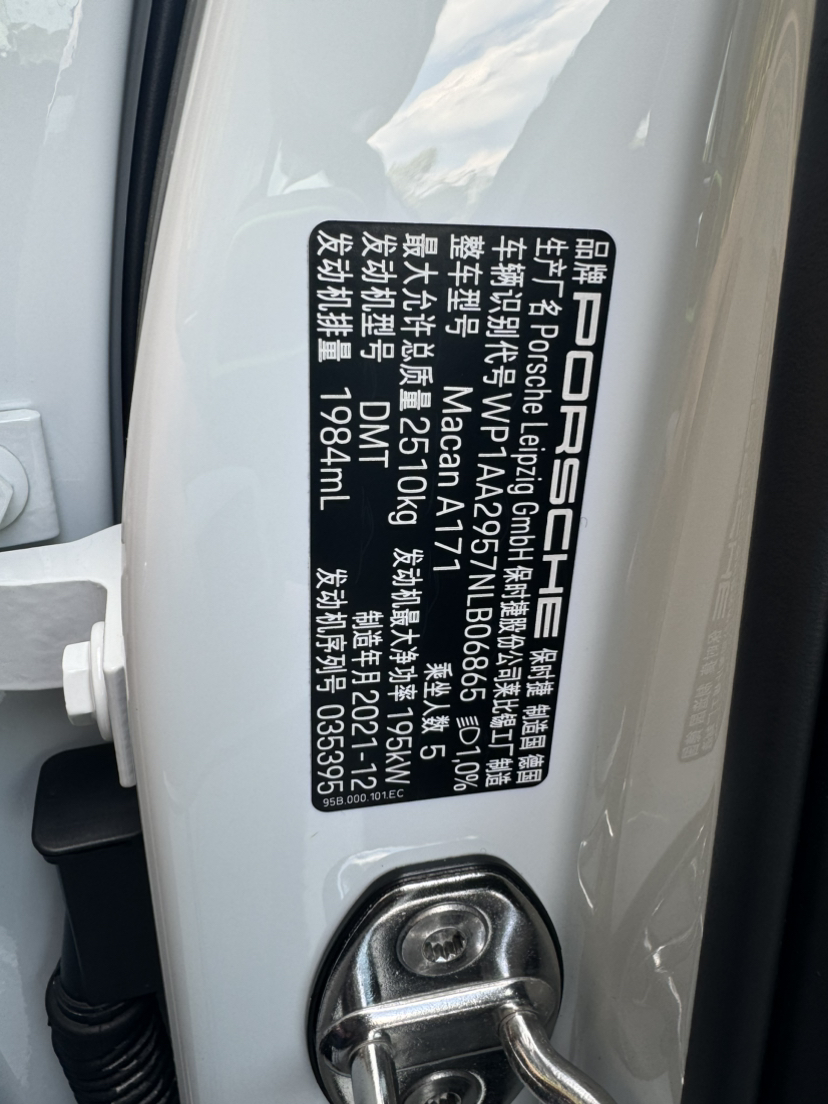 品牌 PORSCHE 保时捷 制造国 德国
生产厂名 Porsche Leipzig GmbH 保时捷股份公司莱比锡工厂制造
车辆识别代号 WP1AA2957NLB06865 1,0%
整车型号 Macan A171 乘坐人数 5
最大允许总质量 2510kg 发动机最大净功率 195kW
发动机型号 DMT 制造年月 2021-12
发动机排量 1984mL 发动机序列号 035395
95B.000.101.EC